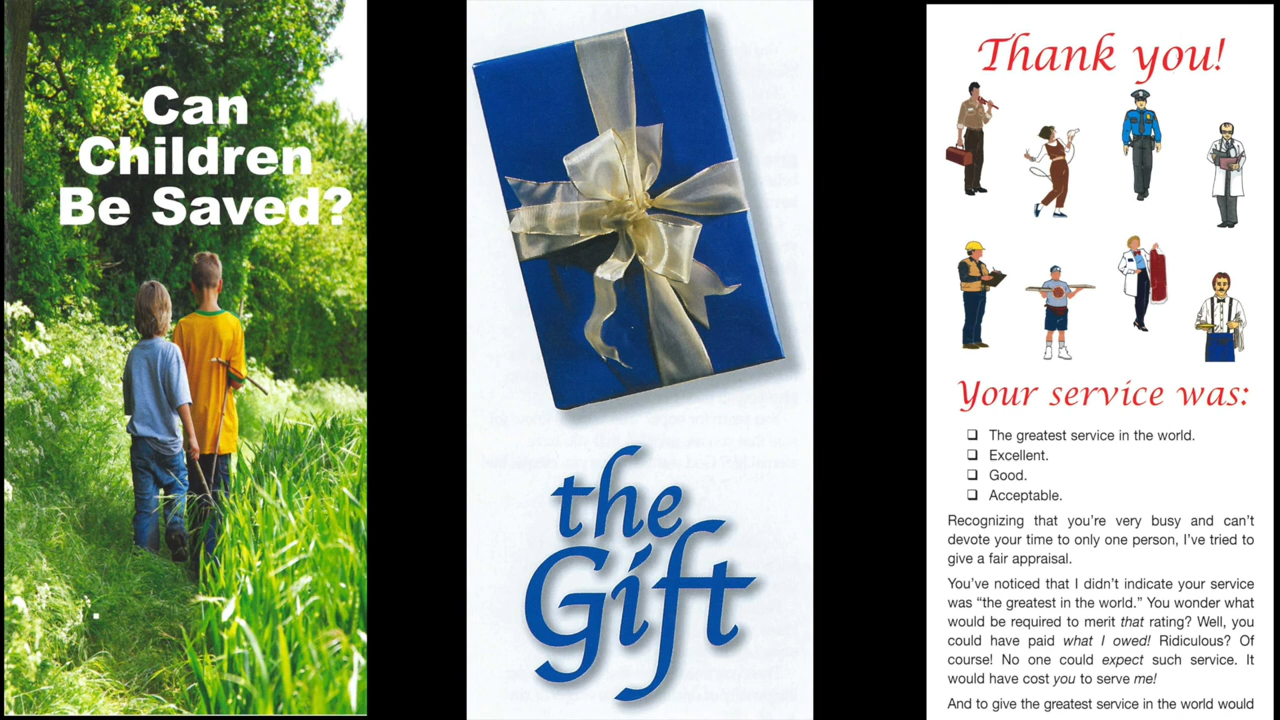 Can
Children
Be Saved?
the
Gift
Thank you!
Your service was:
❑ The greatest service in the world.
❑ Excellent.
❑ Good.
❑ Acceptable.
Recognizing that you're very busy and can't
devote your time to only one person, I've tried to
give a fair appraisal.
You've noticed that I didn't indicate your service
was “the greatest in the world.” You wonder what
would be required to merit that rating? Well, you
could have paid what I owed! Ridiculous? Of
course! No one could expect such service. It
would have cost you to serve me!
And to give the greatest service in the world would